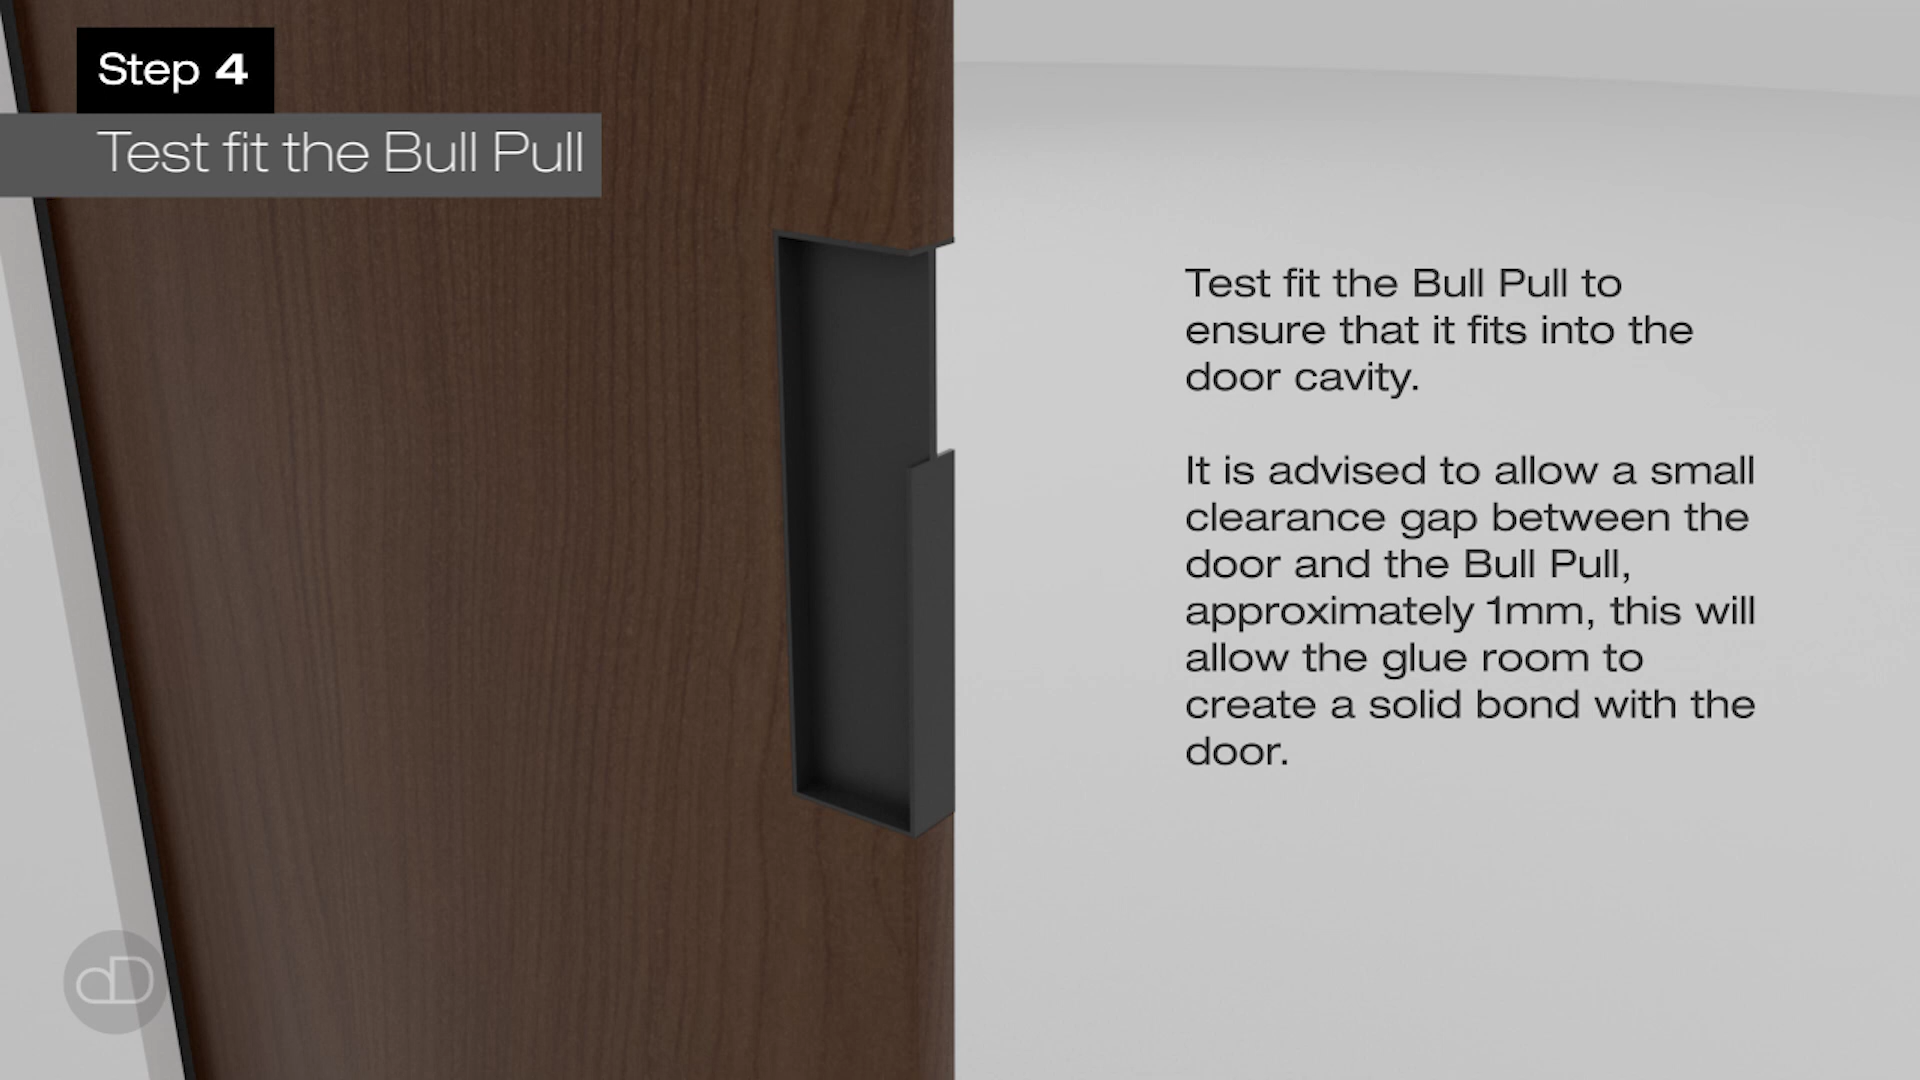 Step 4
Test fit the Bull Pull
Test fit the Bull Pull to
ensure that it fits into the
door cavity.
It is advised to allow a small
clearance gap between the
door and the Bull Pull,
approximately 1mm, this will
allow the glue room to
create a solid bond with the
door.
dD